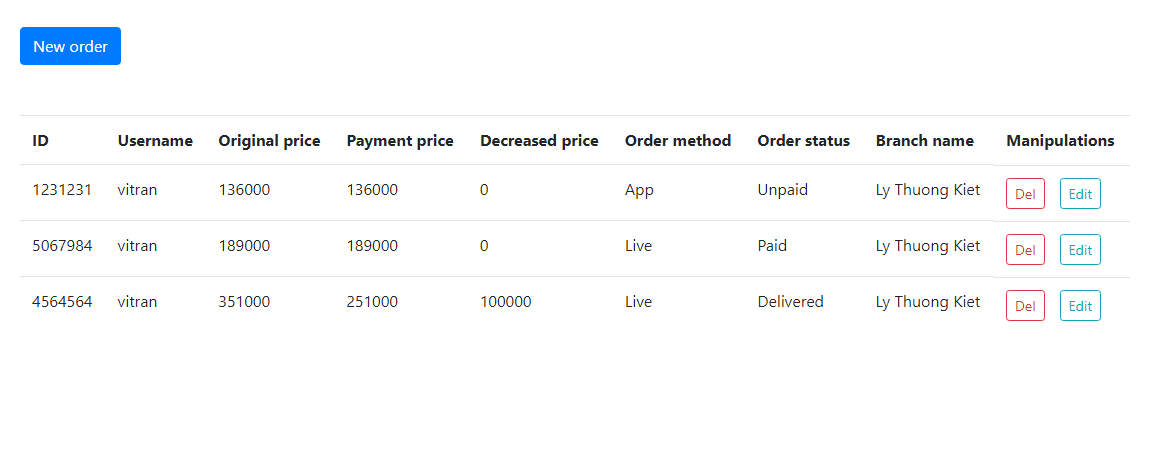 New order
ID Username Original price Payment price Decreased price Order method Order status Branch name Manipulations
1231231 vitran 136000 136000 0 App Unpaid Ly Thuong Kiet Del Edit
5067984 vitran 189000 189000 0 Live Paid Ly Thuong Kiet Del Edit
4564564 vitran 351000 251000 100000 Live Delivered Ly Thuong Kiet Del Edit